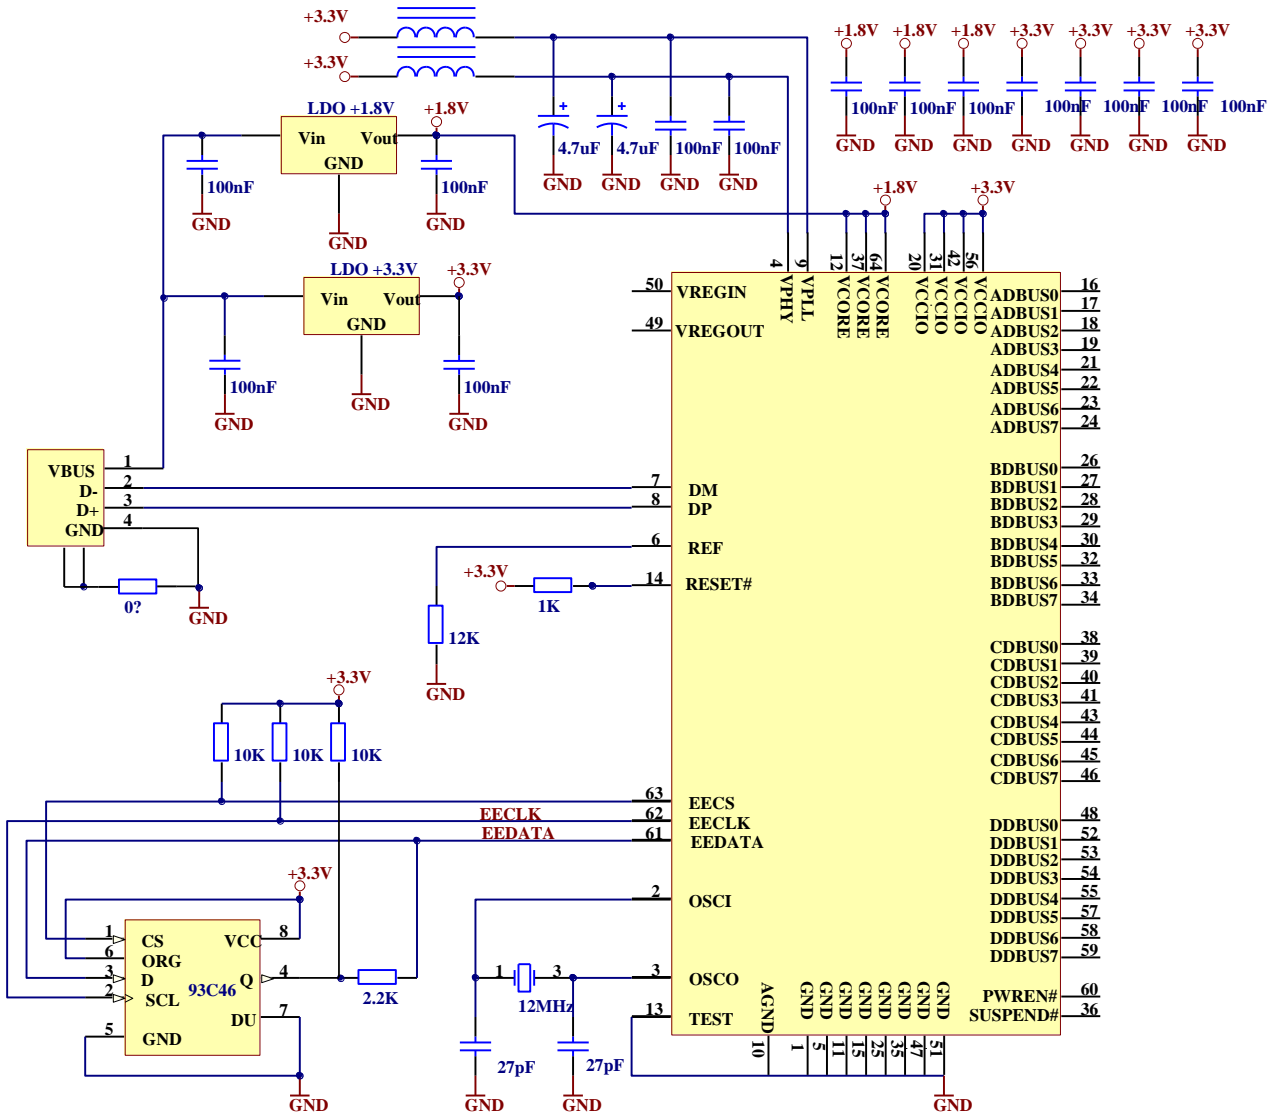 +3.3V
+3.3V
4.7uF
4.7uF
100nF
100nF
GND
GND
GND
GND
+1.8V
+1.8V
+1.8V
+3.3V
+3.3V
+3.3V
+3.3V
100nF
100nF
100nF
100nF
100nF
100nF
100nF
GND
GND
GND
GND
GND
GND
GND
LDO +1.8V
+1.8V
Vin
Vout
GND
100nF
100nF
GND
GND
GND
LDO +3.3V
+3.3V
Vin
Vout
GND
100nF
100nF
GND
GND
GND
+1.8V
+3.3V
4
9
12
37
64
20
31
42
56
VPHY
VPLL
VCORE
VCORE
VCORE
VCCIO
VCCIO
VCCIO
VCCIO
50
VREGIN
49
VREGOUT
ADBUS0
16
ADBUS1
17
ADBUS2
18
ADBUS3
19
ADBUS4
21
ADBUS5
22
ADBUS6
23
ADBUS7
24
VBUS
1
D-
2
D+
3
GND
4
0?
GND
7
DM
8
DP
6
REF
+3.3V
1K
14
RESET#
12K
GND
BDBUS0
26
BDBUS1
27
BDBUS2
28
BDBUS3
29
BDBUS4
30
BDBUS5
32
BDBUS6
33
BDBUS7
34
CDBUS0
38
CDBUS1
39
CDBUS2
40
CDBUS3
41
CDBUS4
43
CDBUS5
44
CDBUS6
45
CDBUS7
46
+3.3V
10K
10K
10K
63
EECS
EECLK
62
EECLK
EEDATA
61
EEDATA
DDBUS0
48
DDBUS1
52
DDBUS2
53
DDBUS3
54
DDBUS4
55
DDBUS5
57
DDBUS6
58
DDBUS7
59
PWREN#
60
SUSPEND#
36
+3.3V
1
CS
6
ORG
3
D
2
SCL
5
GND
VCC
8
Q
4
DU
7
93C46
2.2K
GND
2
OSCI
1
3
12MHz
3
OSCO
13
TEST
27pF
27pF
GND
GND
AGND
GND
GND
GND
GND
GND
GND
GND
GND
10
1
5
11
15
25
35
47
51
GND